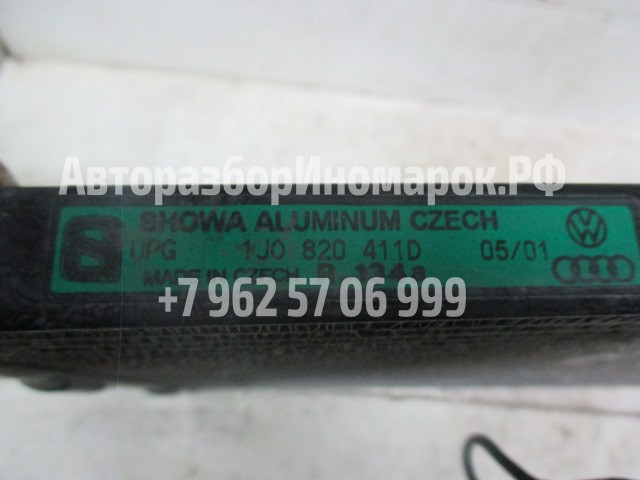 АвторазборИномарок.РФ
SHOWA ALUMINUM CZECH
UPG 1J0 820 411D 05/01
MADE IN CZECH R-134a
+7 962 57 06 999